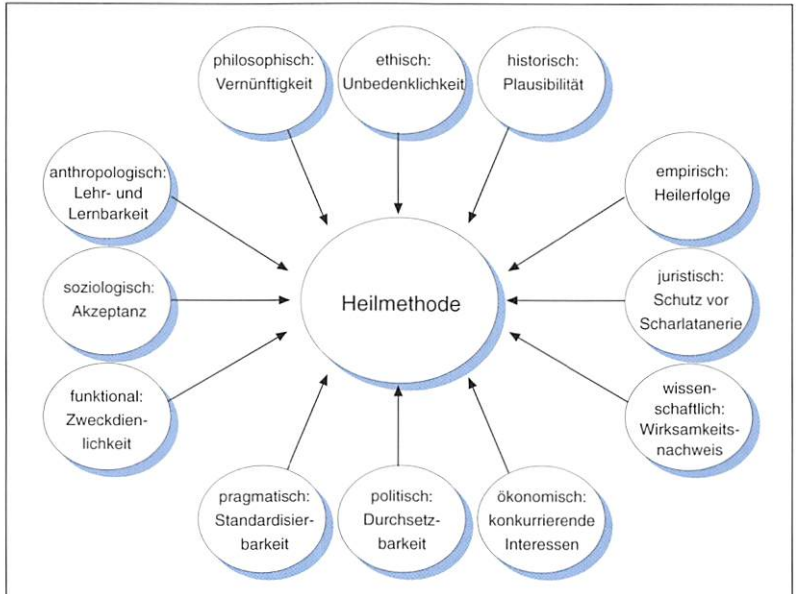 philosophisch:
Vernünftigkeit
ethisch:
Unbedenklichkeit
historisch:
Plausibilität
anthropologisch:
Lehr- und
Lernbarkeit
empirisch:
Heilerfolge
soziologisch:
Akzeptanz
Heilmethode
juristisch:
Schutz vor
Scharlatanerie
funktional:
Zweckdien-
lichkeit
wissen-
schaftlich:
Wirksamkeits-
nachweis
pragmatisch:
Standardisier-
barkeit
politisch:
Durchsetz-
barkeit
ökonomisch:
konkurrierende
Interessen